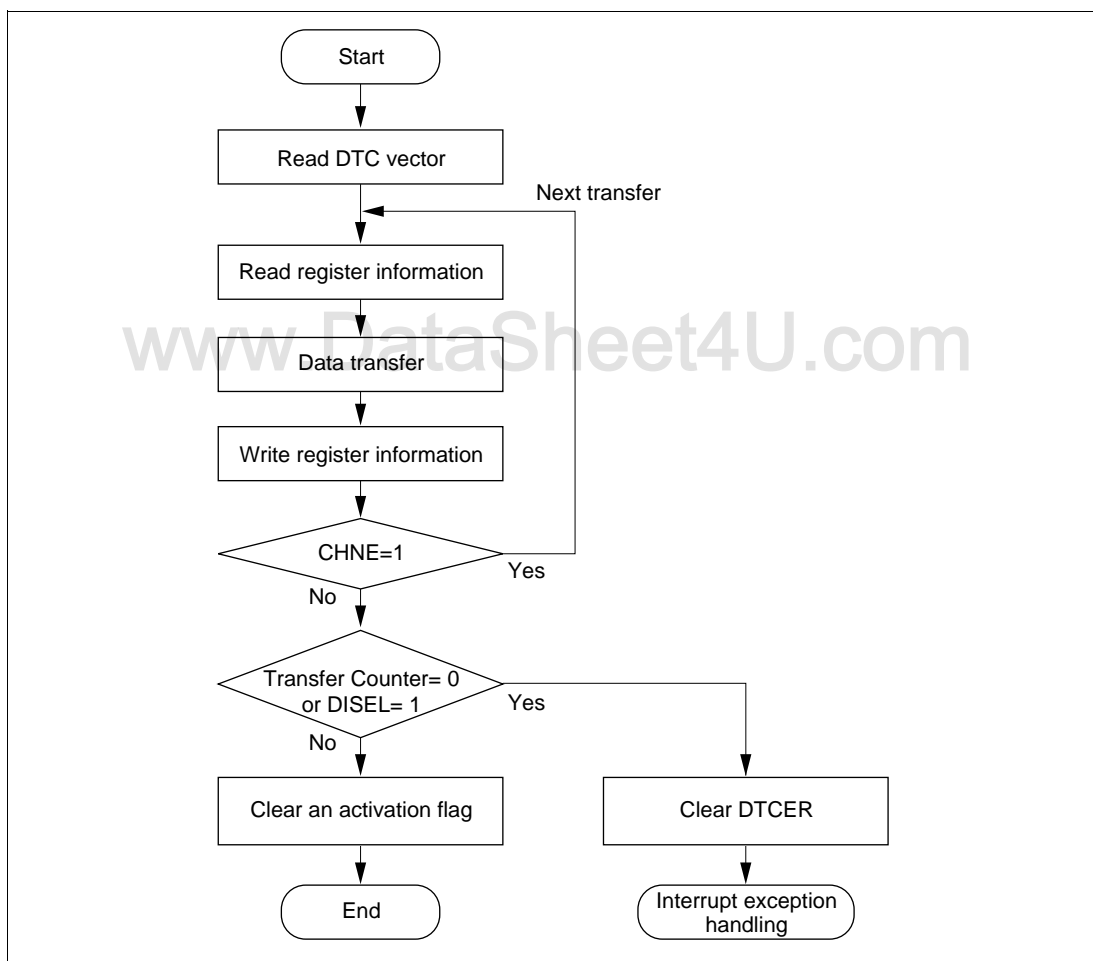 Start
Read DTC vector
Next transfer
Read register information
www.DataSheet4U.com
Data transfer
Write register information
CHNE=1
Yes
No
Transfer Counter= 0
or DISEL= 1
Yes
No
Clear an activation flag
Clear DTCER
End
Interrupt exception
handling